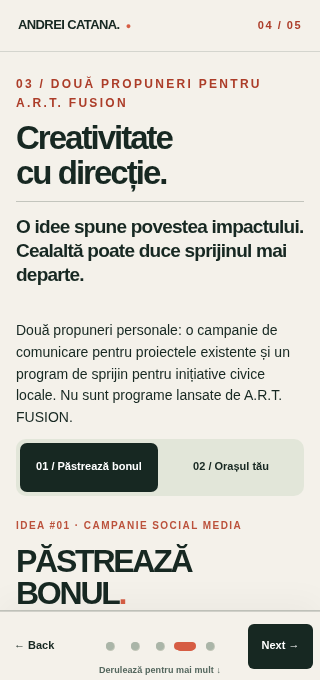 ANDREI CATANA.
04 / 05
03 / DOUĂ PROPUNERI PENTRU
A.R.T. FUSION
Creativitate
cu direcție.
O idee spune povestea impactului.
Cealaltă poate duce sprijinul mai
departe.
Două propuneri personale: o campanie de
comunicare pentru proiectele existente și un
program de sprijin pentru inițiative civice
locale. Nu sunt programe lansate de A.R.T.
FUSION.
01 / Păstrează bonul
02 / Orașul tău
IDEA #01 · CAMPANIE SOCIAL MEDIA
PĂSTREAZĂ
BONUL.
← Back
Next →
Derulează pentru mai mult ↓